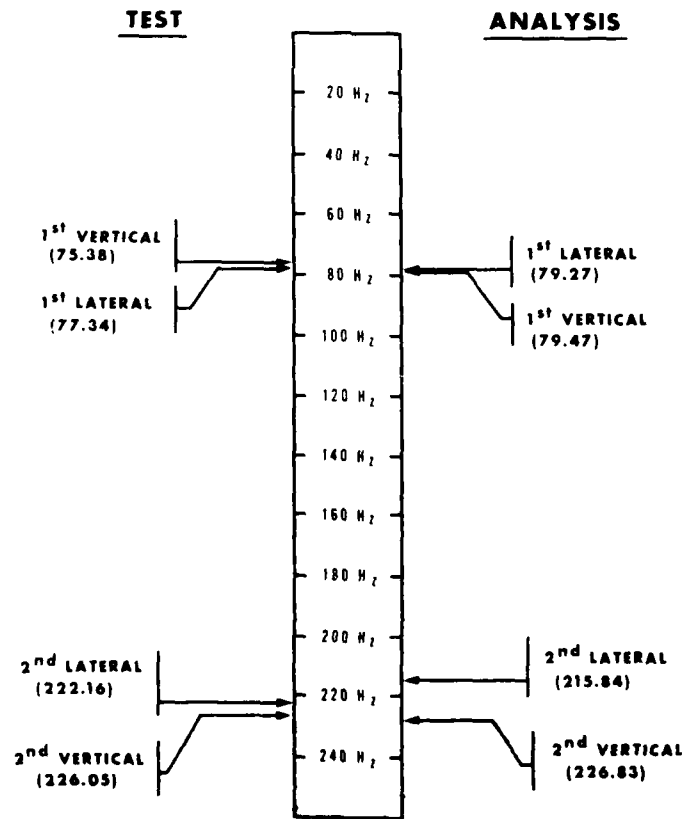 TEST
ANALYSIS
20 Hz
40 Hz
60 Hz
80 Hz
100 Hz
120 Hz
140 Hz
160 Hz
180 Hz
200 Hz
220 Hz
240 Hz
1st VERTICAL
(75.38)
1st LATERAL
(77.34)
2nd LATERAL
(222.16)
2nd VERTICAL
(226.05)
1st LATERAL
(79.27)
1st VERTICAL
(79.47)
2nd LATERAL
(215.84)
2nd VERTICAL
(226.83)